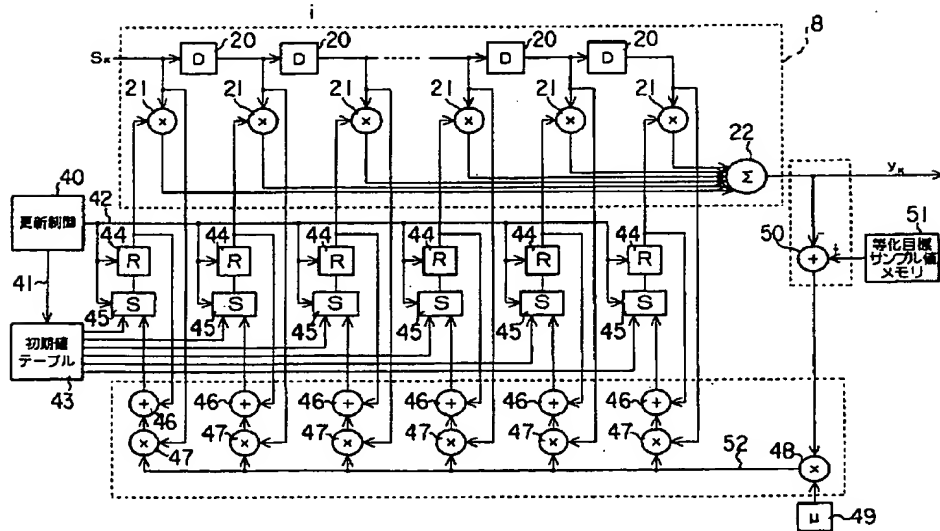 i
8
20 20 20 20
Sₖ D D D D
21 21 21 21 21 21
× × × × × ×
22
Σ
yₖ
40
更新制御
42
44 44 44 44 44 44
R R R R R R
41
S S S S S S
45 45 45 45 45 45
初期値
テーブル
43
50
+
-
+
51
等化目標
サンプル値
メモリ
46 46 46 46 46 46
+ + + + + +
47 47 47 47 47 47
× × × × × ×
52
48
×
μ
49